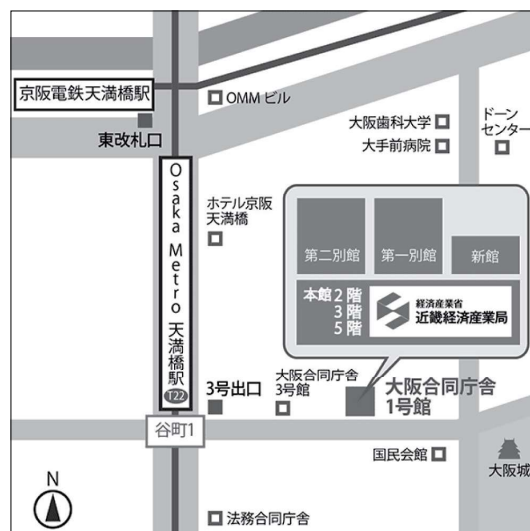 京阪電鉄天満橋駅
OMM ビル
東改札口
大阪歯科大学
大手前病院
ドーン
センター
Osaka Metro 天満橋駅
T22
ホテル京阪
天満橋
第二別館
第一別館
新館
本館 2 階
3 階
5 階
経済産業省
近畿経済産業局
3号出口
大阪合同庁舎
3号館
大阪合同庁舎
1号館
谷町1
国民会館
大阪城
N
法務合同庁舎